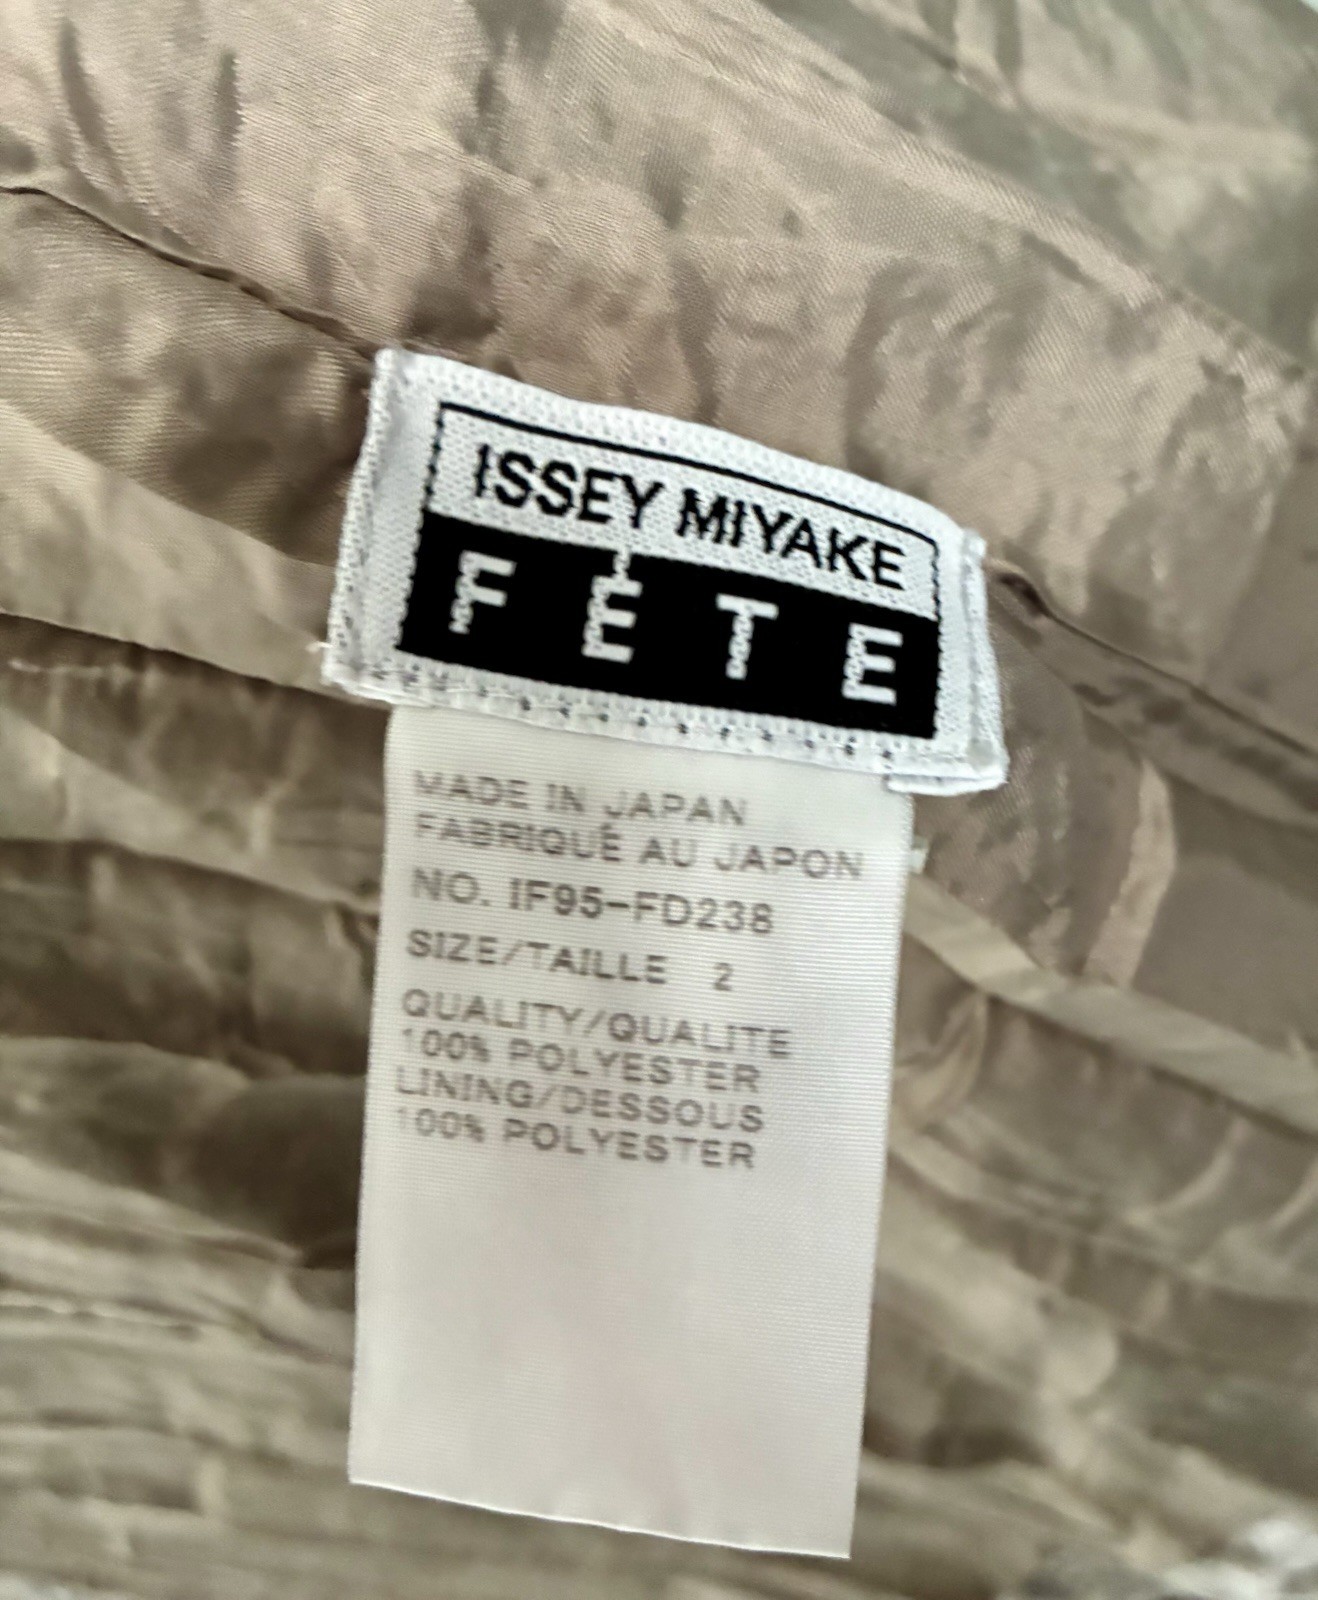 ISSEY MIYAKE
FÊTE
MADE IN JAPAN
FABRIQUÉ AU JAPON
NO. IF95-FD238
SIZE/TAILLE 2
QUALITY/QUALITE
100% POLYESTER
LINING/DESSOUS
100% POLYESTER